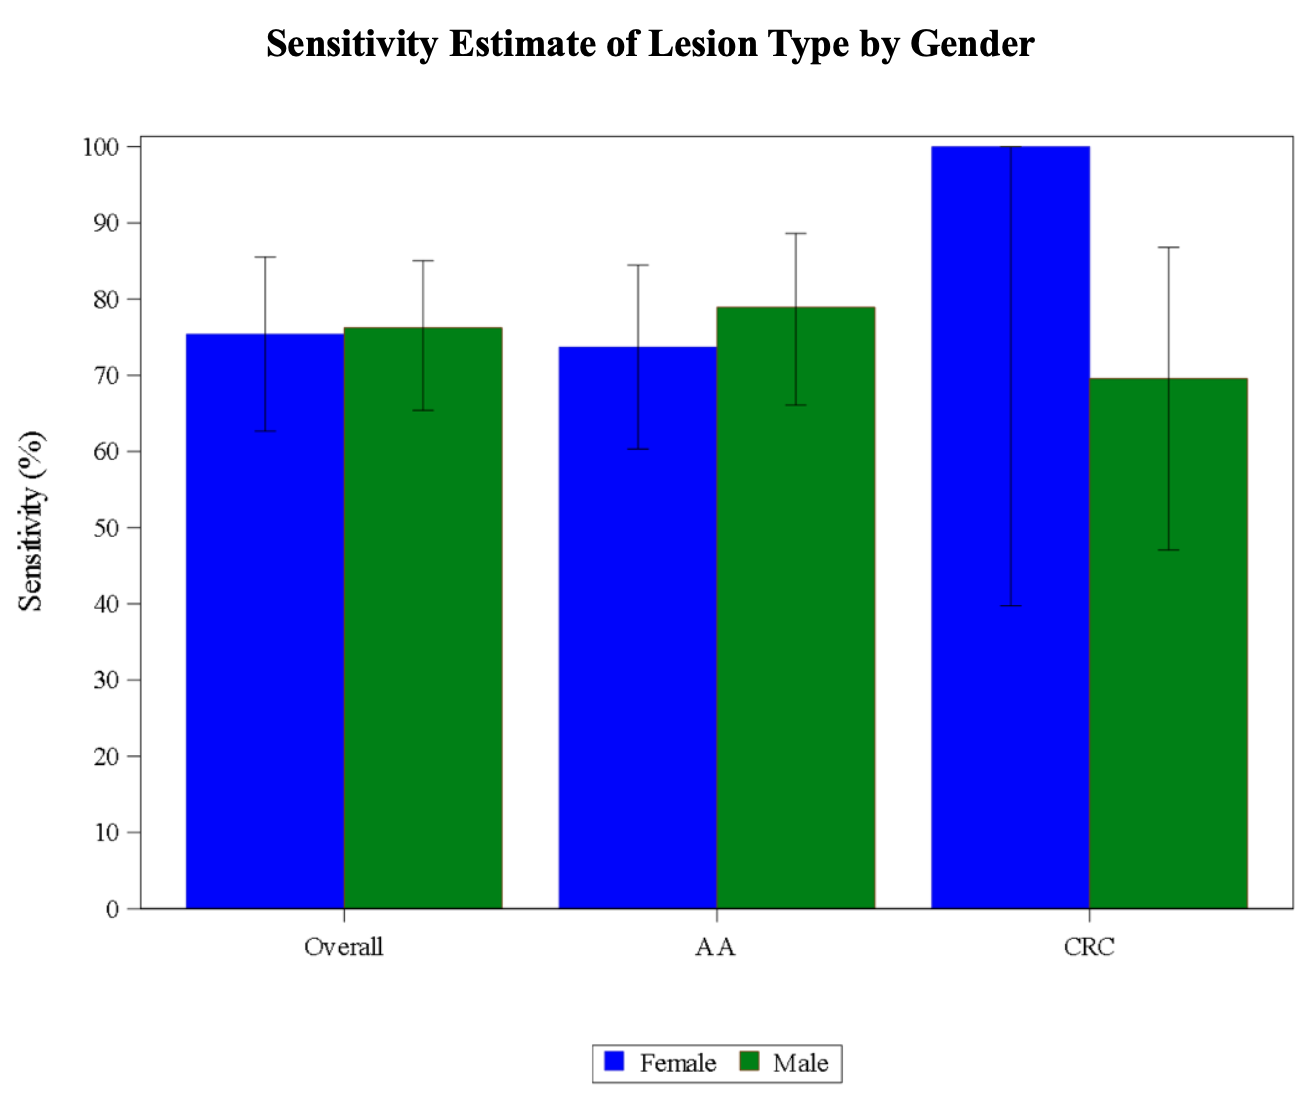 Sensitivity Estimate of Lesion Type by Gender
Sensitivity (%)
100
90
80
70
60
50
40
30
20
10
0
Overall
AA
CRC
Female
Male